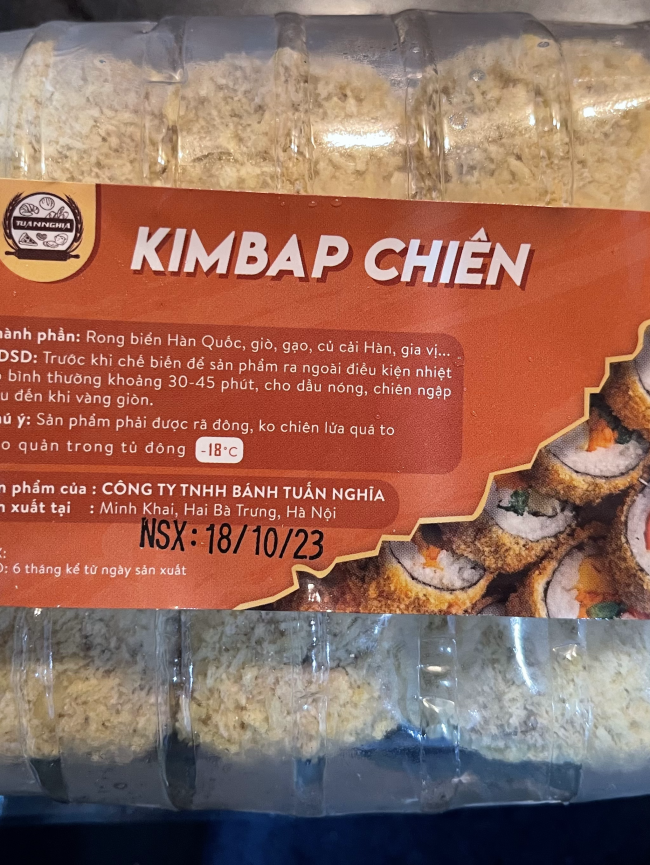 TUANNGHIA
KIMBAP CHIÊN
hành phần: Rong biển Hàn Quốc, giò, gạo, củ cải Hàn, gia vị...
DSD: Trước khi chế biến để sản phẩm ra ngoài điều kiện nhiệt
bình thường khoảng 30-45 phút, cho dầu nóng, chiên ngập
u đến khi vàng giòn.
ú ý: Sản phẩm phải được rã đông, ko chiên lửa quá to
o quản trong tủ đông -18°C
n phẩm của : CÔNG TY TNHH BÁNH TUẤN NGHĨA
n xuất tại : Minh Khai, Hai Bà Trưng, Hà Nội
NSX: 18/10/23
X:
D: 6 tháng kể từ ngày sản xuất